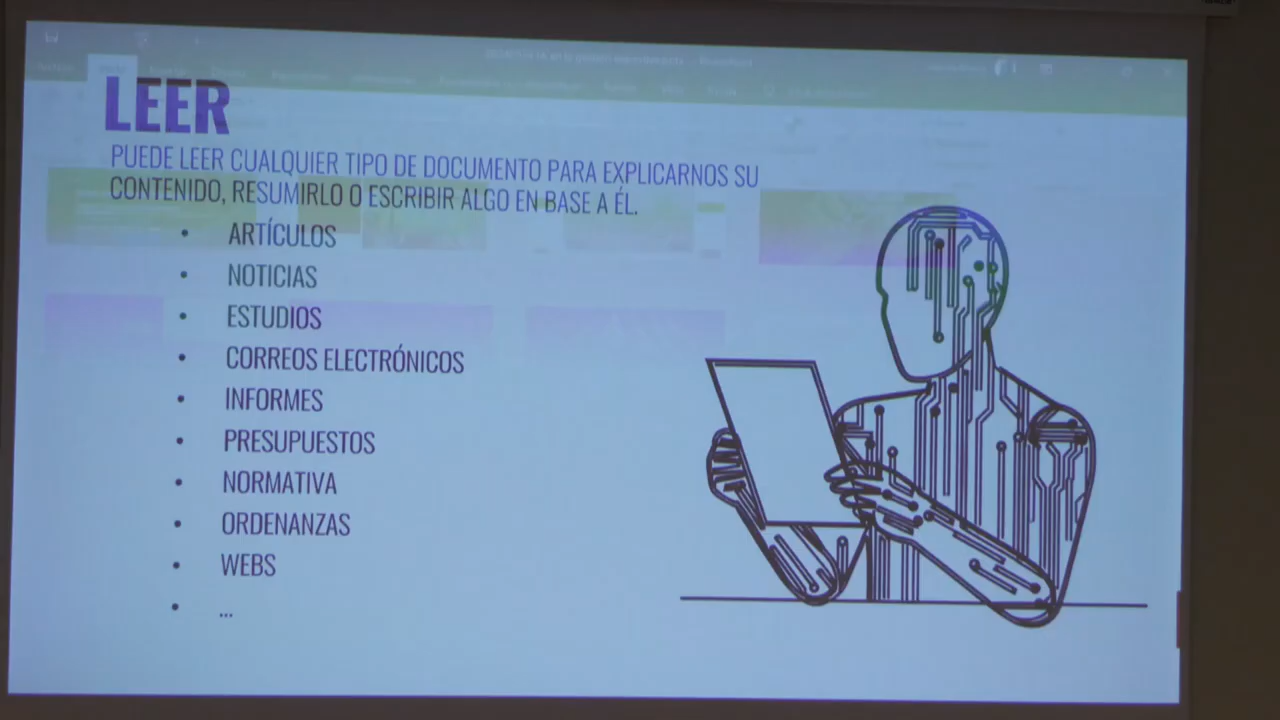 LEER
PUEDE LEER CUALQUIER TIPO DE DOCUMENTO PARA EXPLICARNOS SU
CONTENIDO, RESUMIRLO O ESCRIBIR ALGO EN BASE A ÉL.
• ARTÍCULOS
• NOTICIAS
• ESTUDIOS
• CORREOS ELECTRÓNICOS
• INFORMES
• PRESUPUESTOS
• NORMATIVA
• ORDENANZAS
• WEBS
• ...